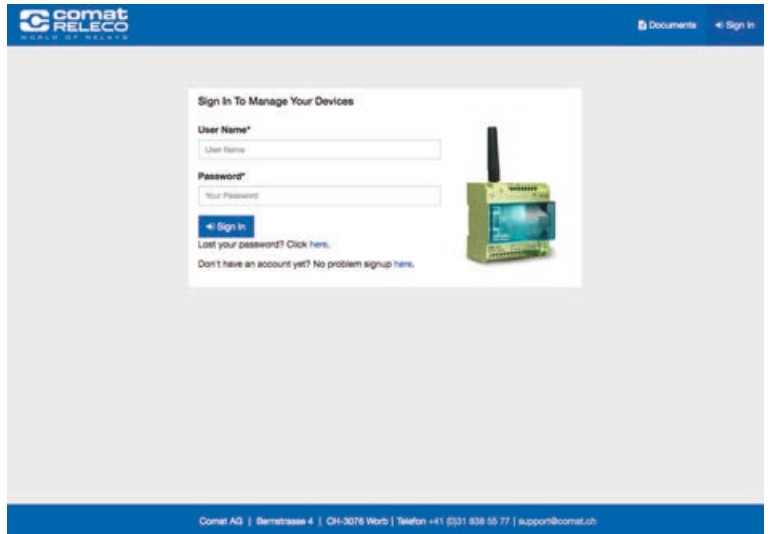 comat
RELECO
WORLD OF RELAYS
Documents
Sign In
Sign In To Manage Your Devices
User Name*
User Name
Password*
Your Password
Sign In
Lost your password? Click here.
Don't have an account yet? No problem signup here.
Comat AG | Bernstrasse 4 | CH-3076 Worb | Telefon +41 (0)31 838 55 77 | support@comat.ch